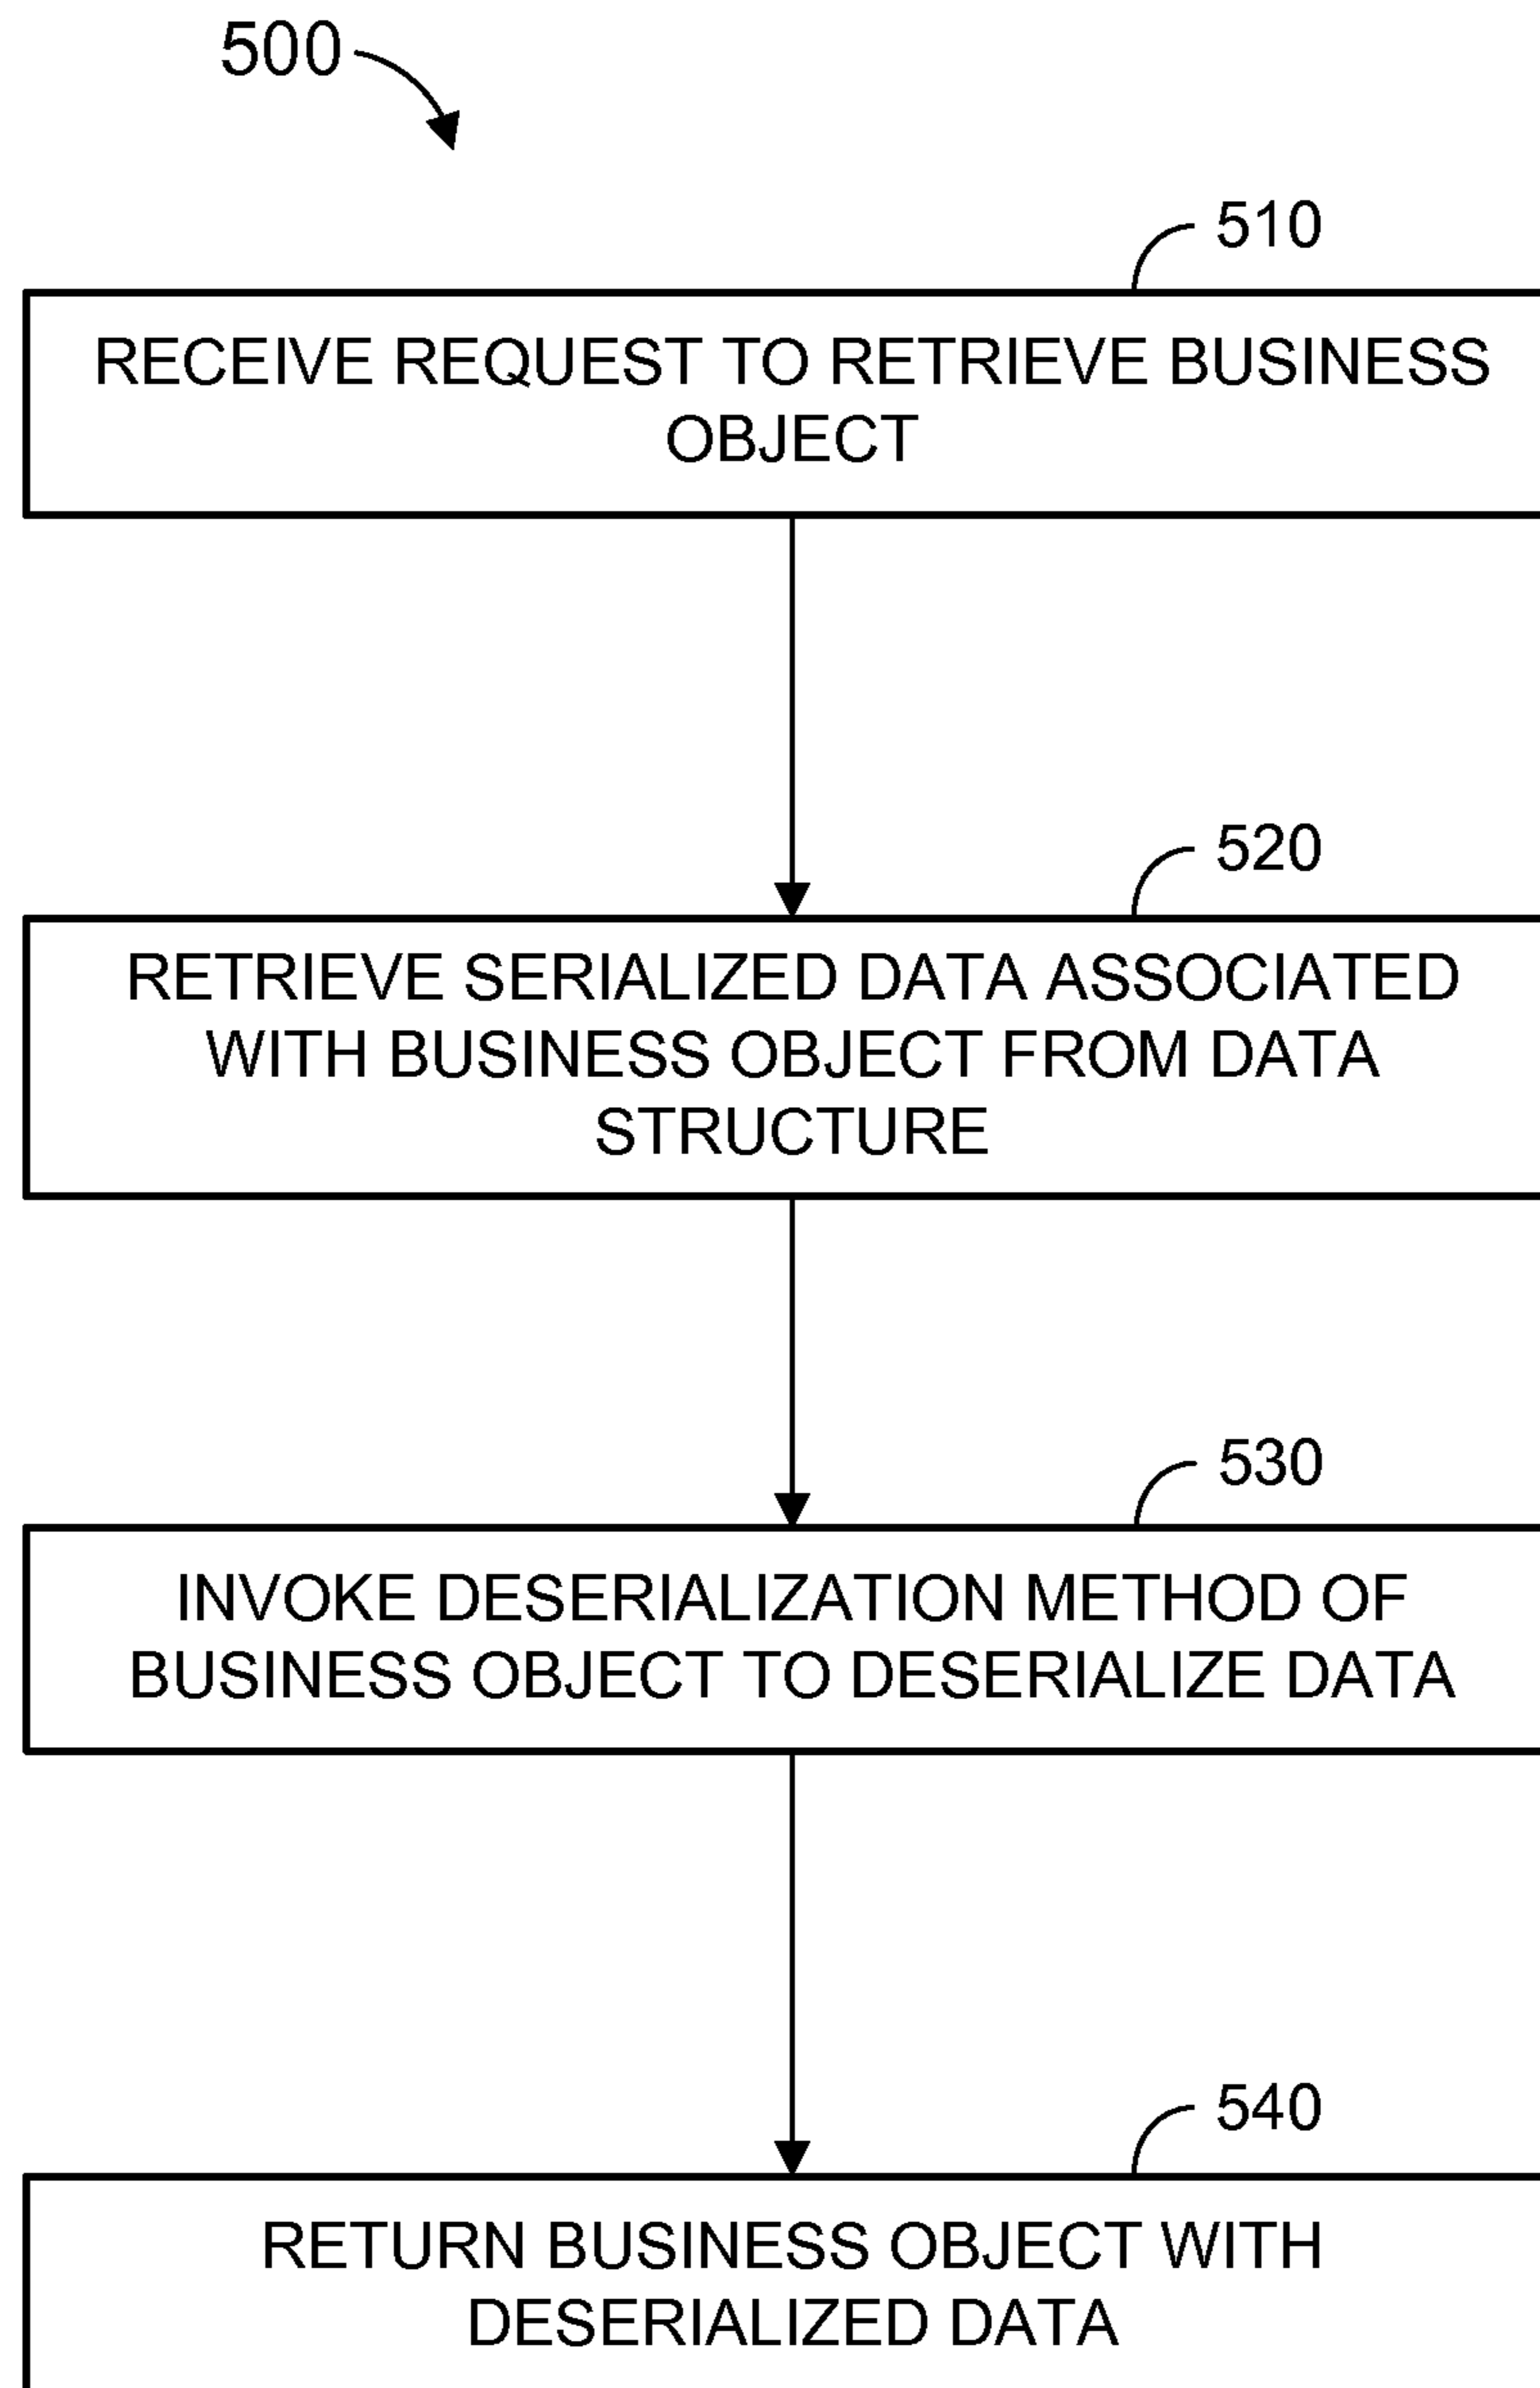 500
510
RECEIVE REQUEST TO RETRIEVE BUSINESS
OBJECT
520
RETRIEVE SERIALIZED DATA ASSOCIATED
WITH BUSINESS OBJECT FROM DATA
STRUCTURE
530
INVOKE DESERIALIZATION METHOD OF
BUSINESS OBJECT TO DESERIALIZE DATA
540
RETURN BUSINESS OBJECT WITH
DESERIALIZED DATA